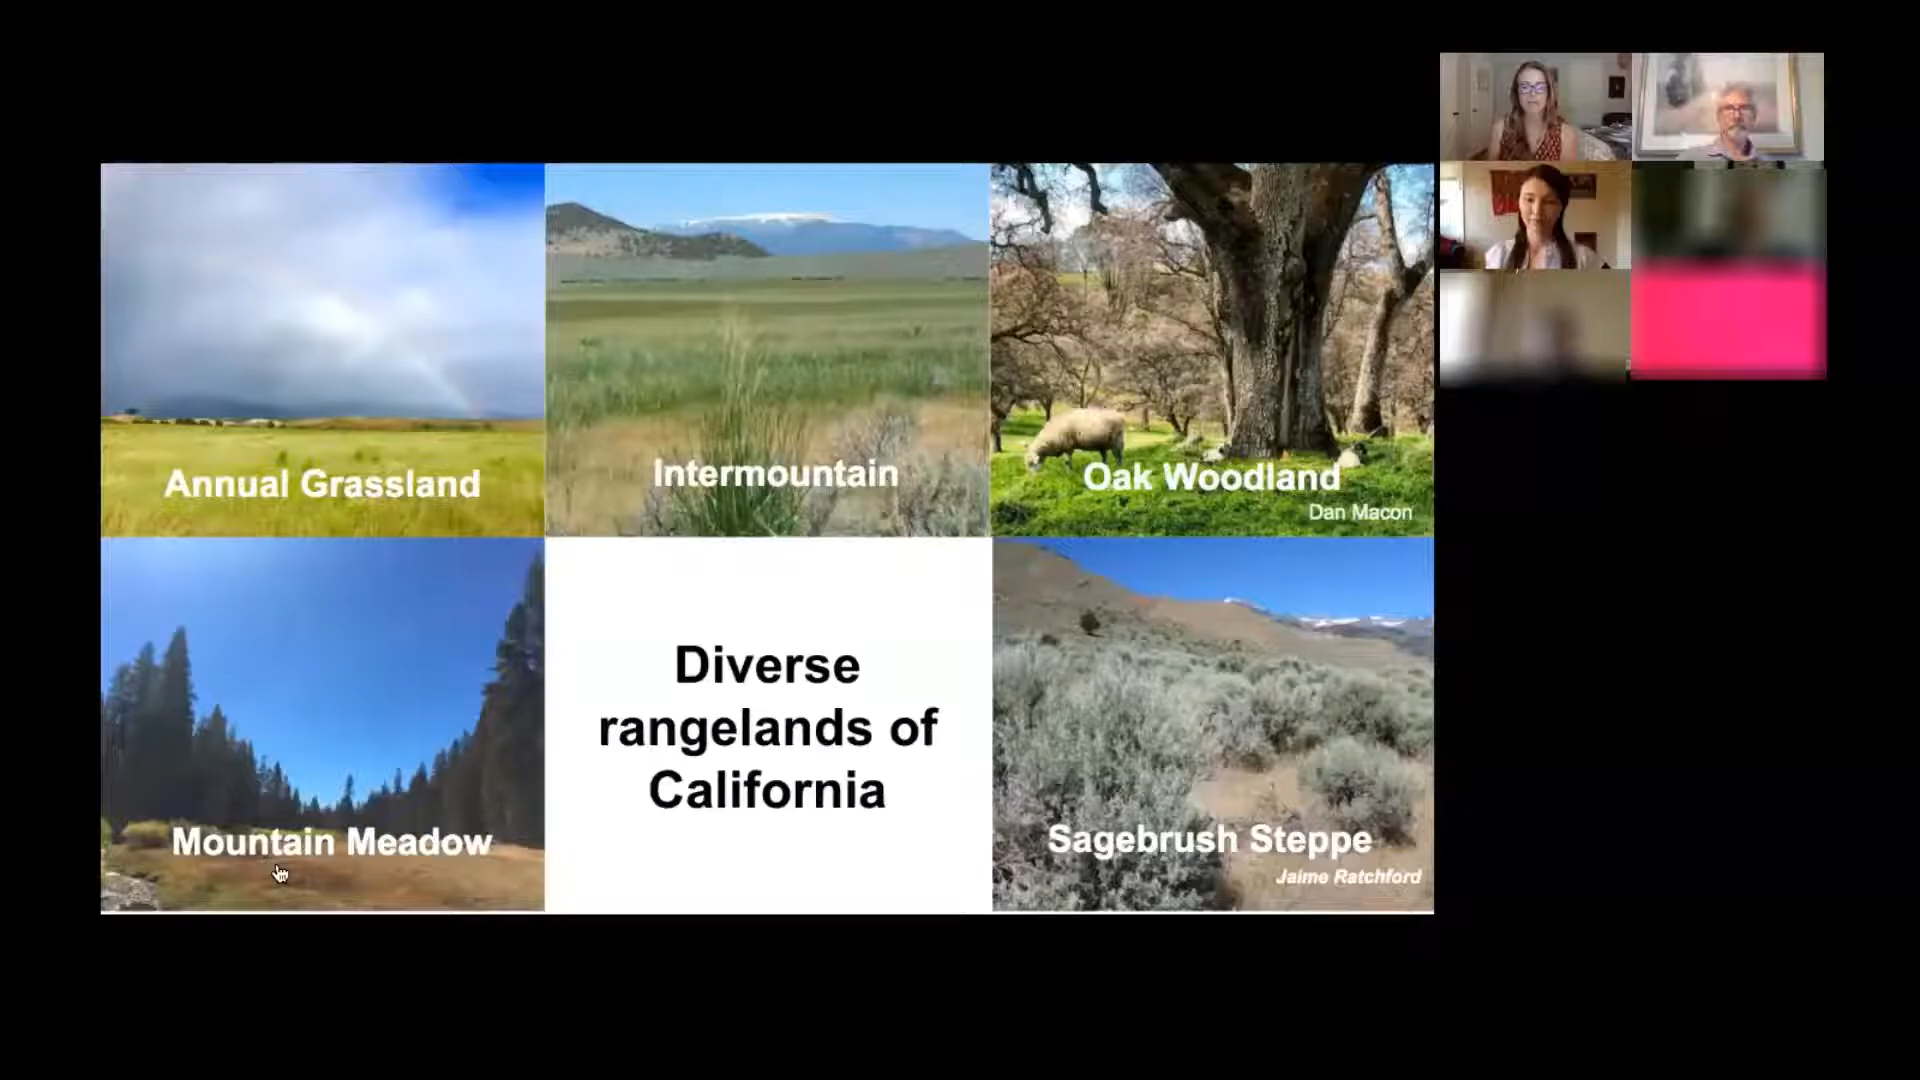 Annual Grassland
Intermountain
Oak Woodland
Dan Macon
Mountain Meadow
Diverse
rangelands of
California
Sagebrush Steppe
Jaime Ratchford